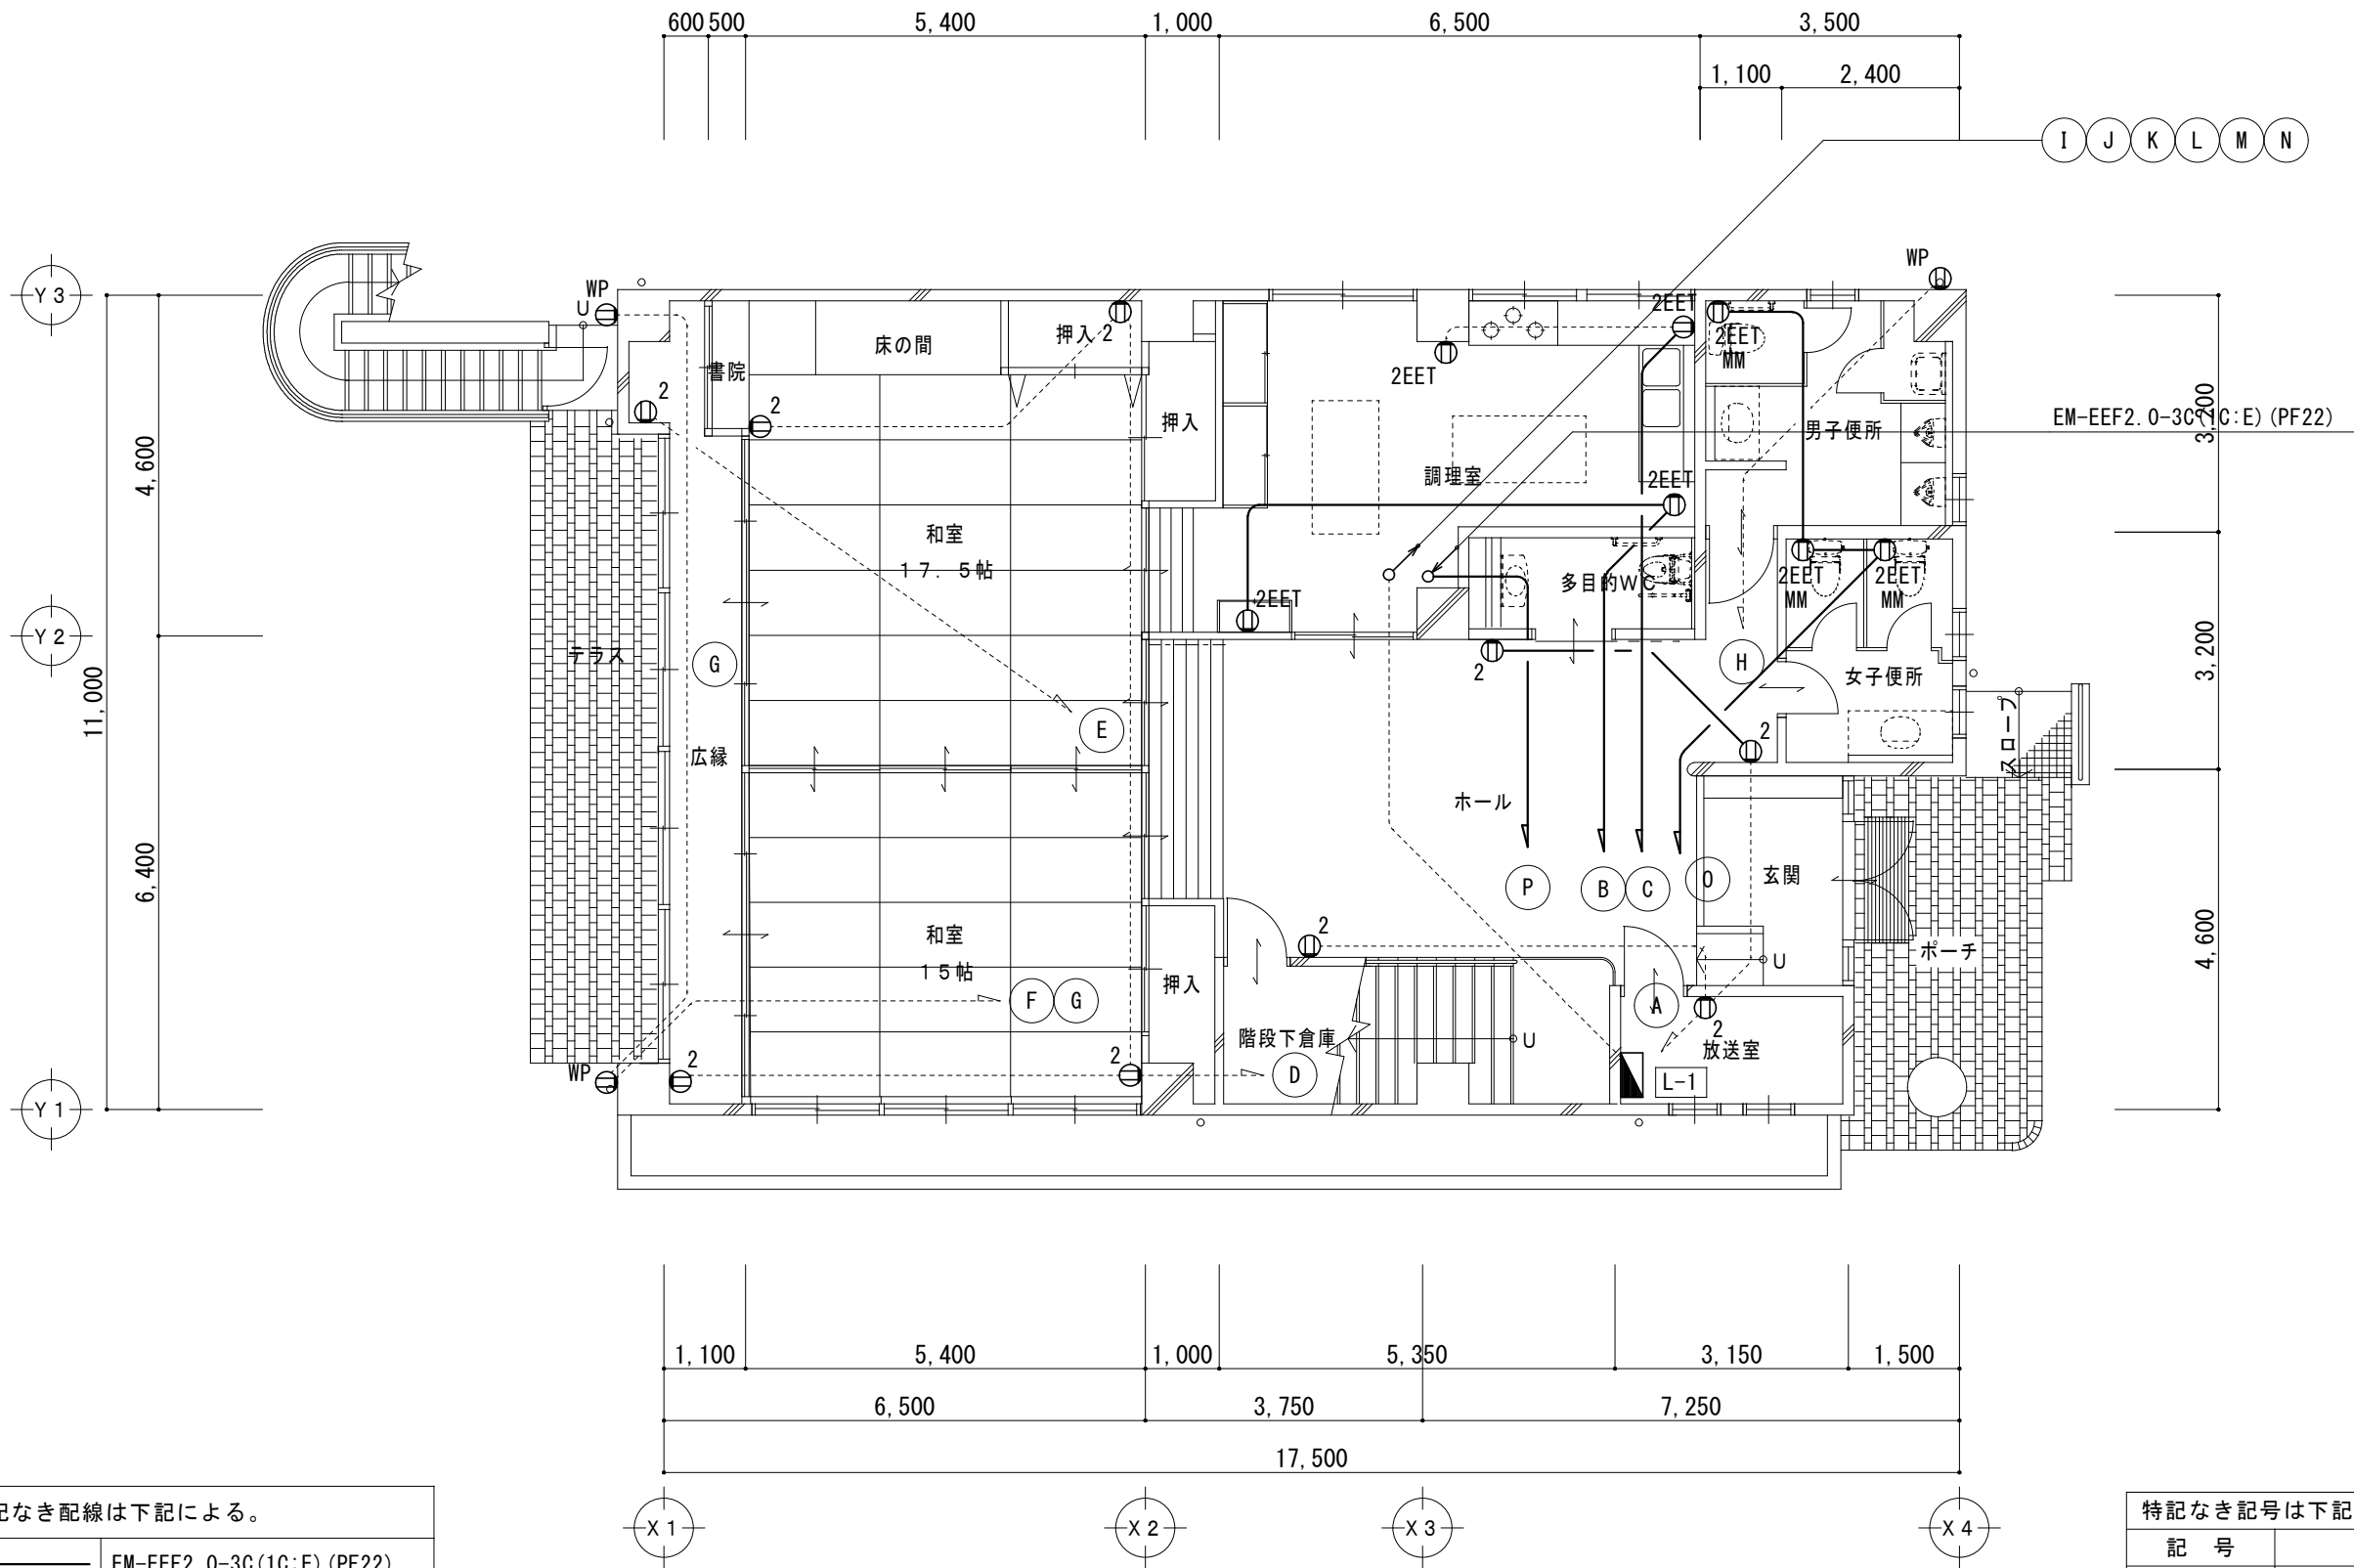 600 500 5,400 1,000 6,500 3,500
1,100 2,400
I J K L M N
WP
WP
Y3
U
2EET
2EET
MM
床の間
押入 2
書院
2EET
2
2
押入
男子便所
3,200
EM-EEF2.0-3C(1C:E)(PF22)
4,600
調理室
2EET
和室
17.5帖
多目的WC
2EET
MM
2EET
MM
2EET
Y2
テラス
G
2
H
女子便所
3,200
11,000
E
2
スロープ
広縁
ホール
6,400
P
B
C
O
玄関
2
和室
15帖
押入
U
ポーチ
4,600
F G
A
階段下倉庫
U
2
放送室
WP
2
2
D
L-1
Y1
1,100 5,400 1,000 5,350 3,150 1,500
6,500 3,750 7,250
17,500
X1 X2 X3 X4
記なき配線は下記による。
EM-EEF2.0-3C(1C:E)(PF22)
特記なき記号は下記
記 号